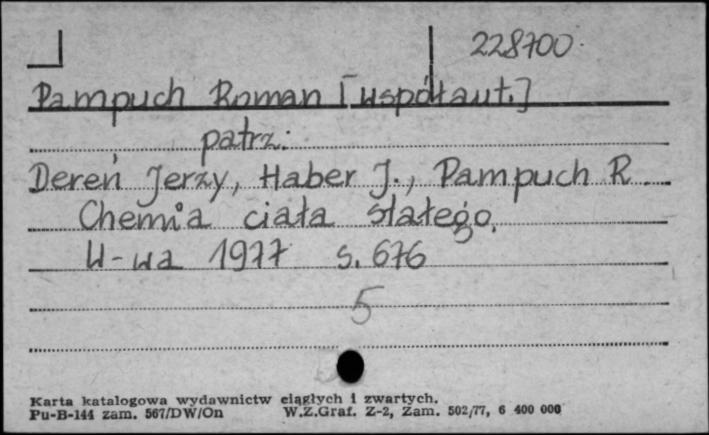 228700
Pampuch Roman [współaut.]
patrz:
Dereń Jerzy, Haber J., Pampuch R.
Chemia ciała stałego.
W-wa 1977 s. 676
5
Karta katalogowa wydawnictw ciągłych i zwartych.
Pu-B-144 zam. 567/DW/On W.Z.Graf. Z-2, Zam. 502/77, 6 400 000